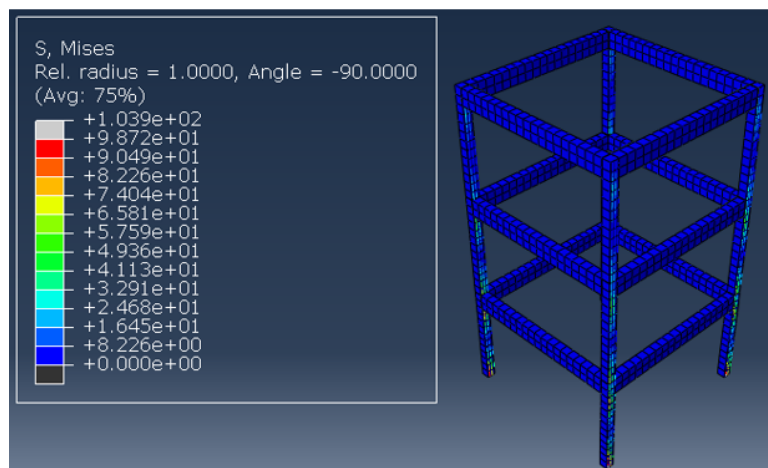 S, Mises
Rel. radius = 1.0000, Angle = -90.0000
(Avg: 75%)
+1.039e+02
+9.872e+01
+9.049e+01
+8.226e+01
+7.404e+01
+6.581e+01
+5.759e+01
+4.936e+01
+4.113e+01
+3.291e+01
+2.468e+01
+1.645e+01
+8.226e+00
+0.000e+00